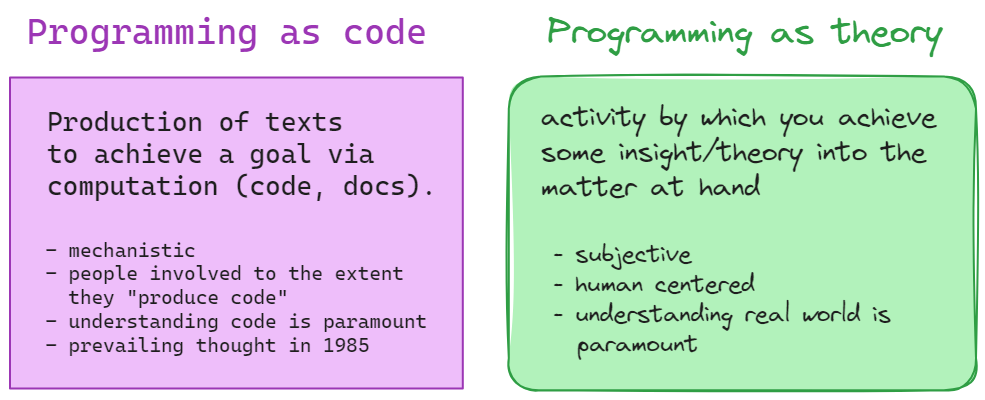 Programming as code
Production of texts
to achieve a goal via
computation (code, docs).
- mechanistic
- people involved to the extent
they "produce code"
- understanding code is paramount
- prevailing thought in 1985
Programming as theory
activity by which you achieve
some insight/theory into the
matter at hand
- subjective
- human centered
- understanding real world is
paramount